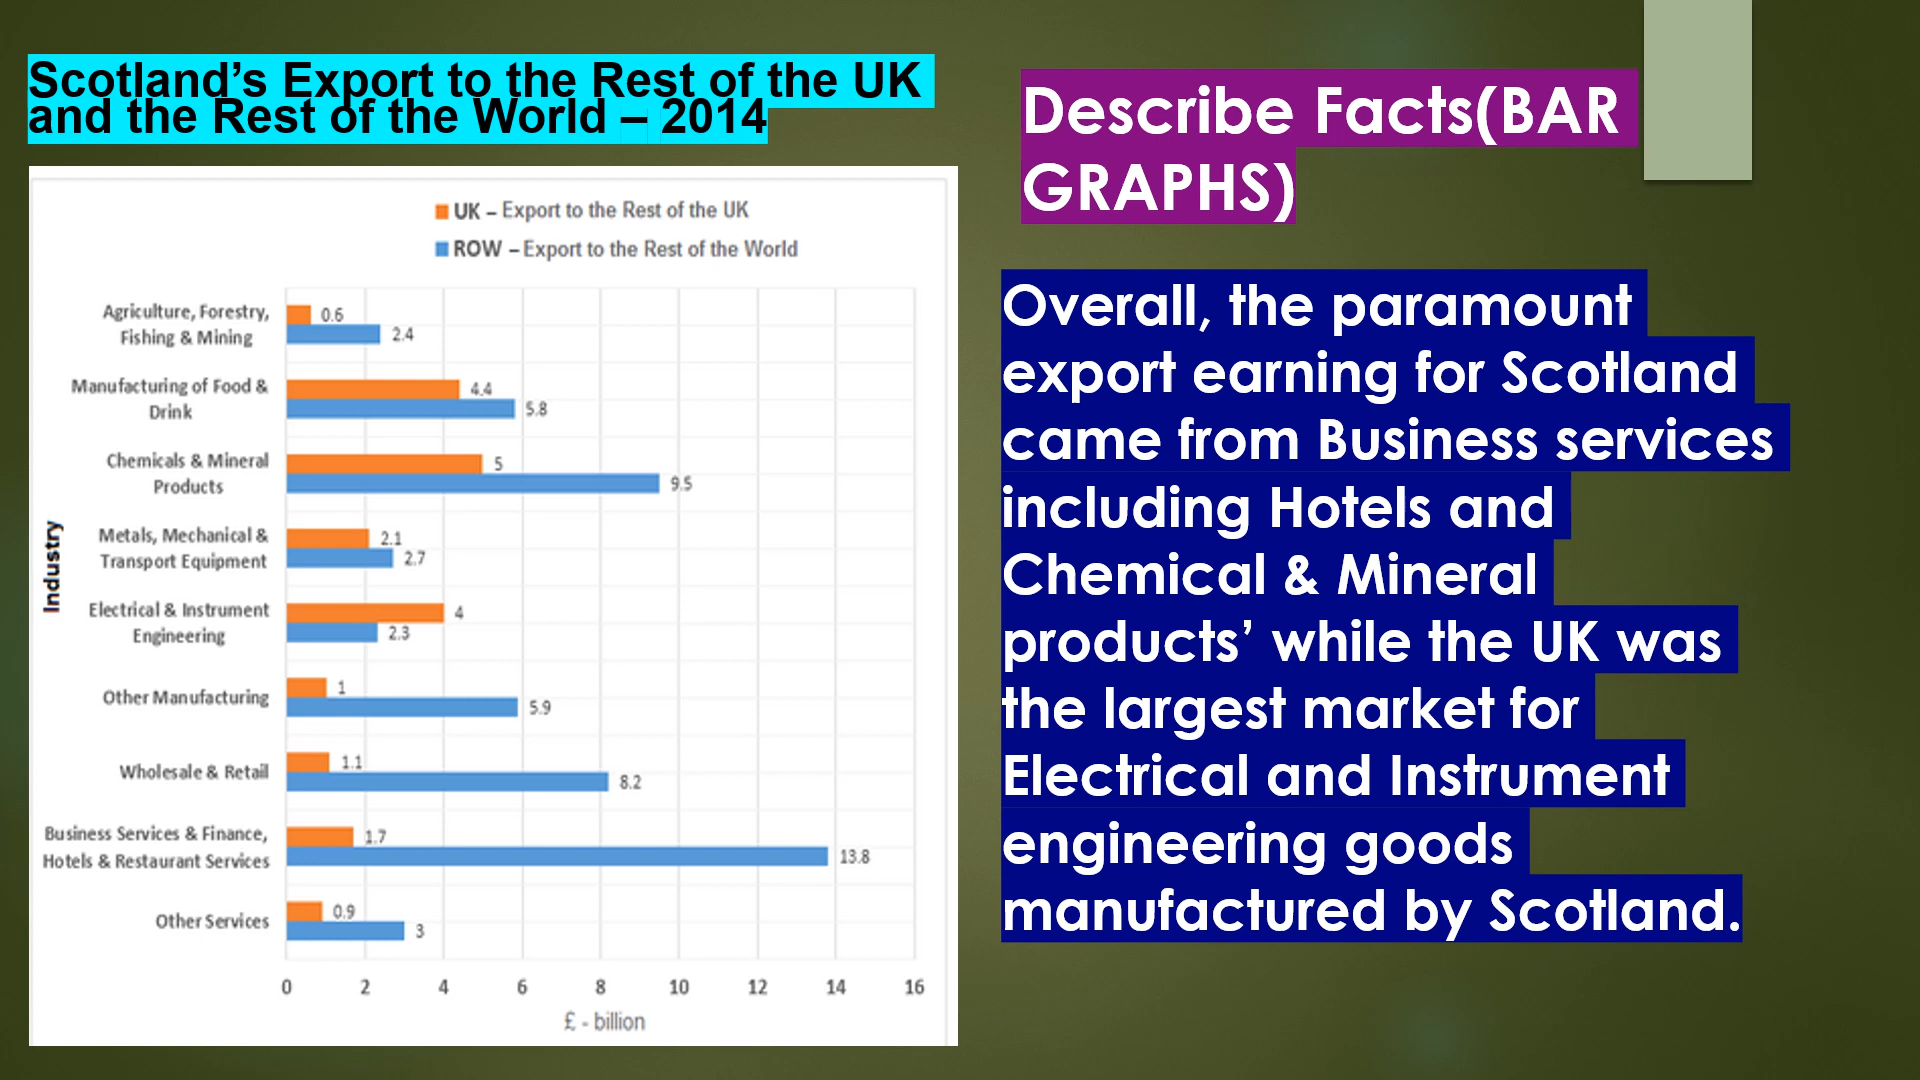 Scotland’s Export to the Rest of the UK
and the Rest of the World – 2014
UK – Export to the Rest of the UK
ROW – Export to the Rest of the World
Industry
Agriculture, Forestry,
Fishing & Mining
0.6
2.4
Manufacturing of Food &
Drink
4.4
5.8
Chemicals & Mineral
Products
5
9.5
Metals, Mechanical &
Transport Equipment
2.1
2.7
Electrical & Instrument
Engineering
4
2.3
Other Manufacturing
1
5.9
Wholesale & Retail
1.1
8.2
Business Services & Finance,
Hotels & Restaurant Services
1.7
13.8
Other Services
0.9
3
0 2 4 6 8 10 12 14 16
£ - billion
Describe Facts(BAR
GRAPHS)
Overall, the paramount
export earning for Scotland
came from Business services
including Hotels and
Chemical & Mineral
products’ while the UK was
the largest market for
Electrical and Instrument
engineering goods
manufactured by Scotland.